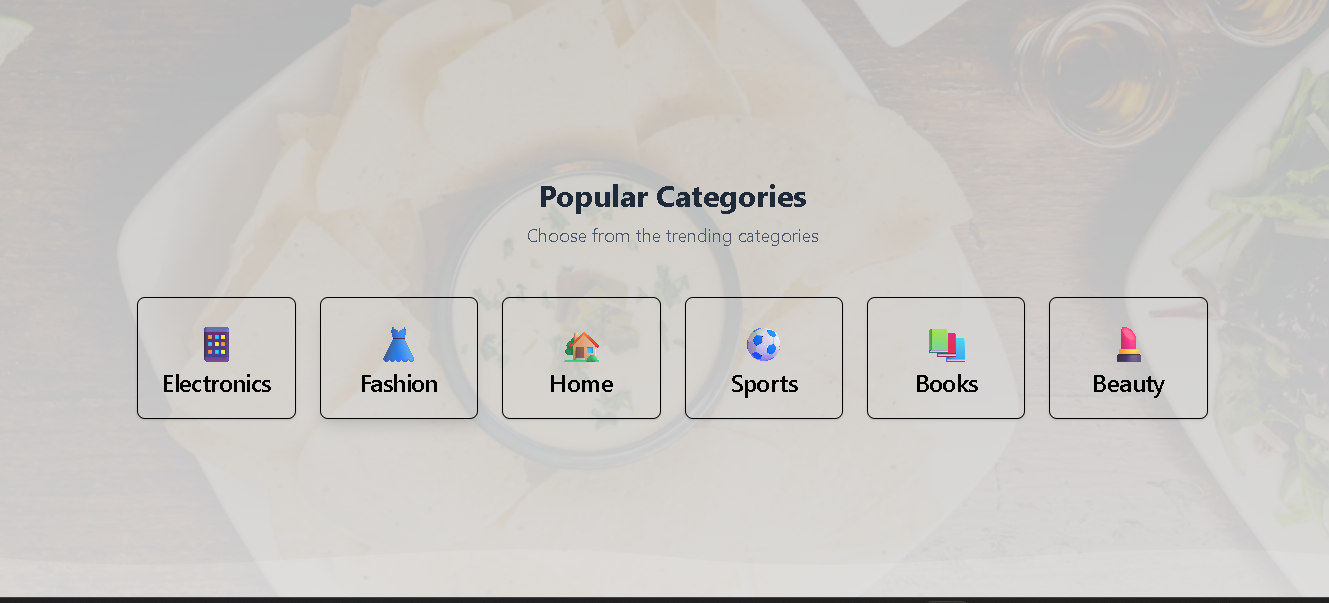 Popular Categories
Choose from the trending categories
Electronics
Fashion
Home
Sports
Books
Beauty